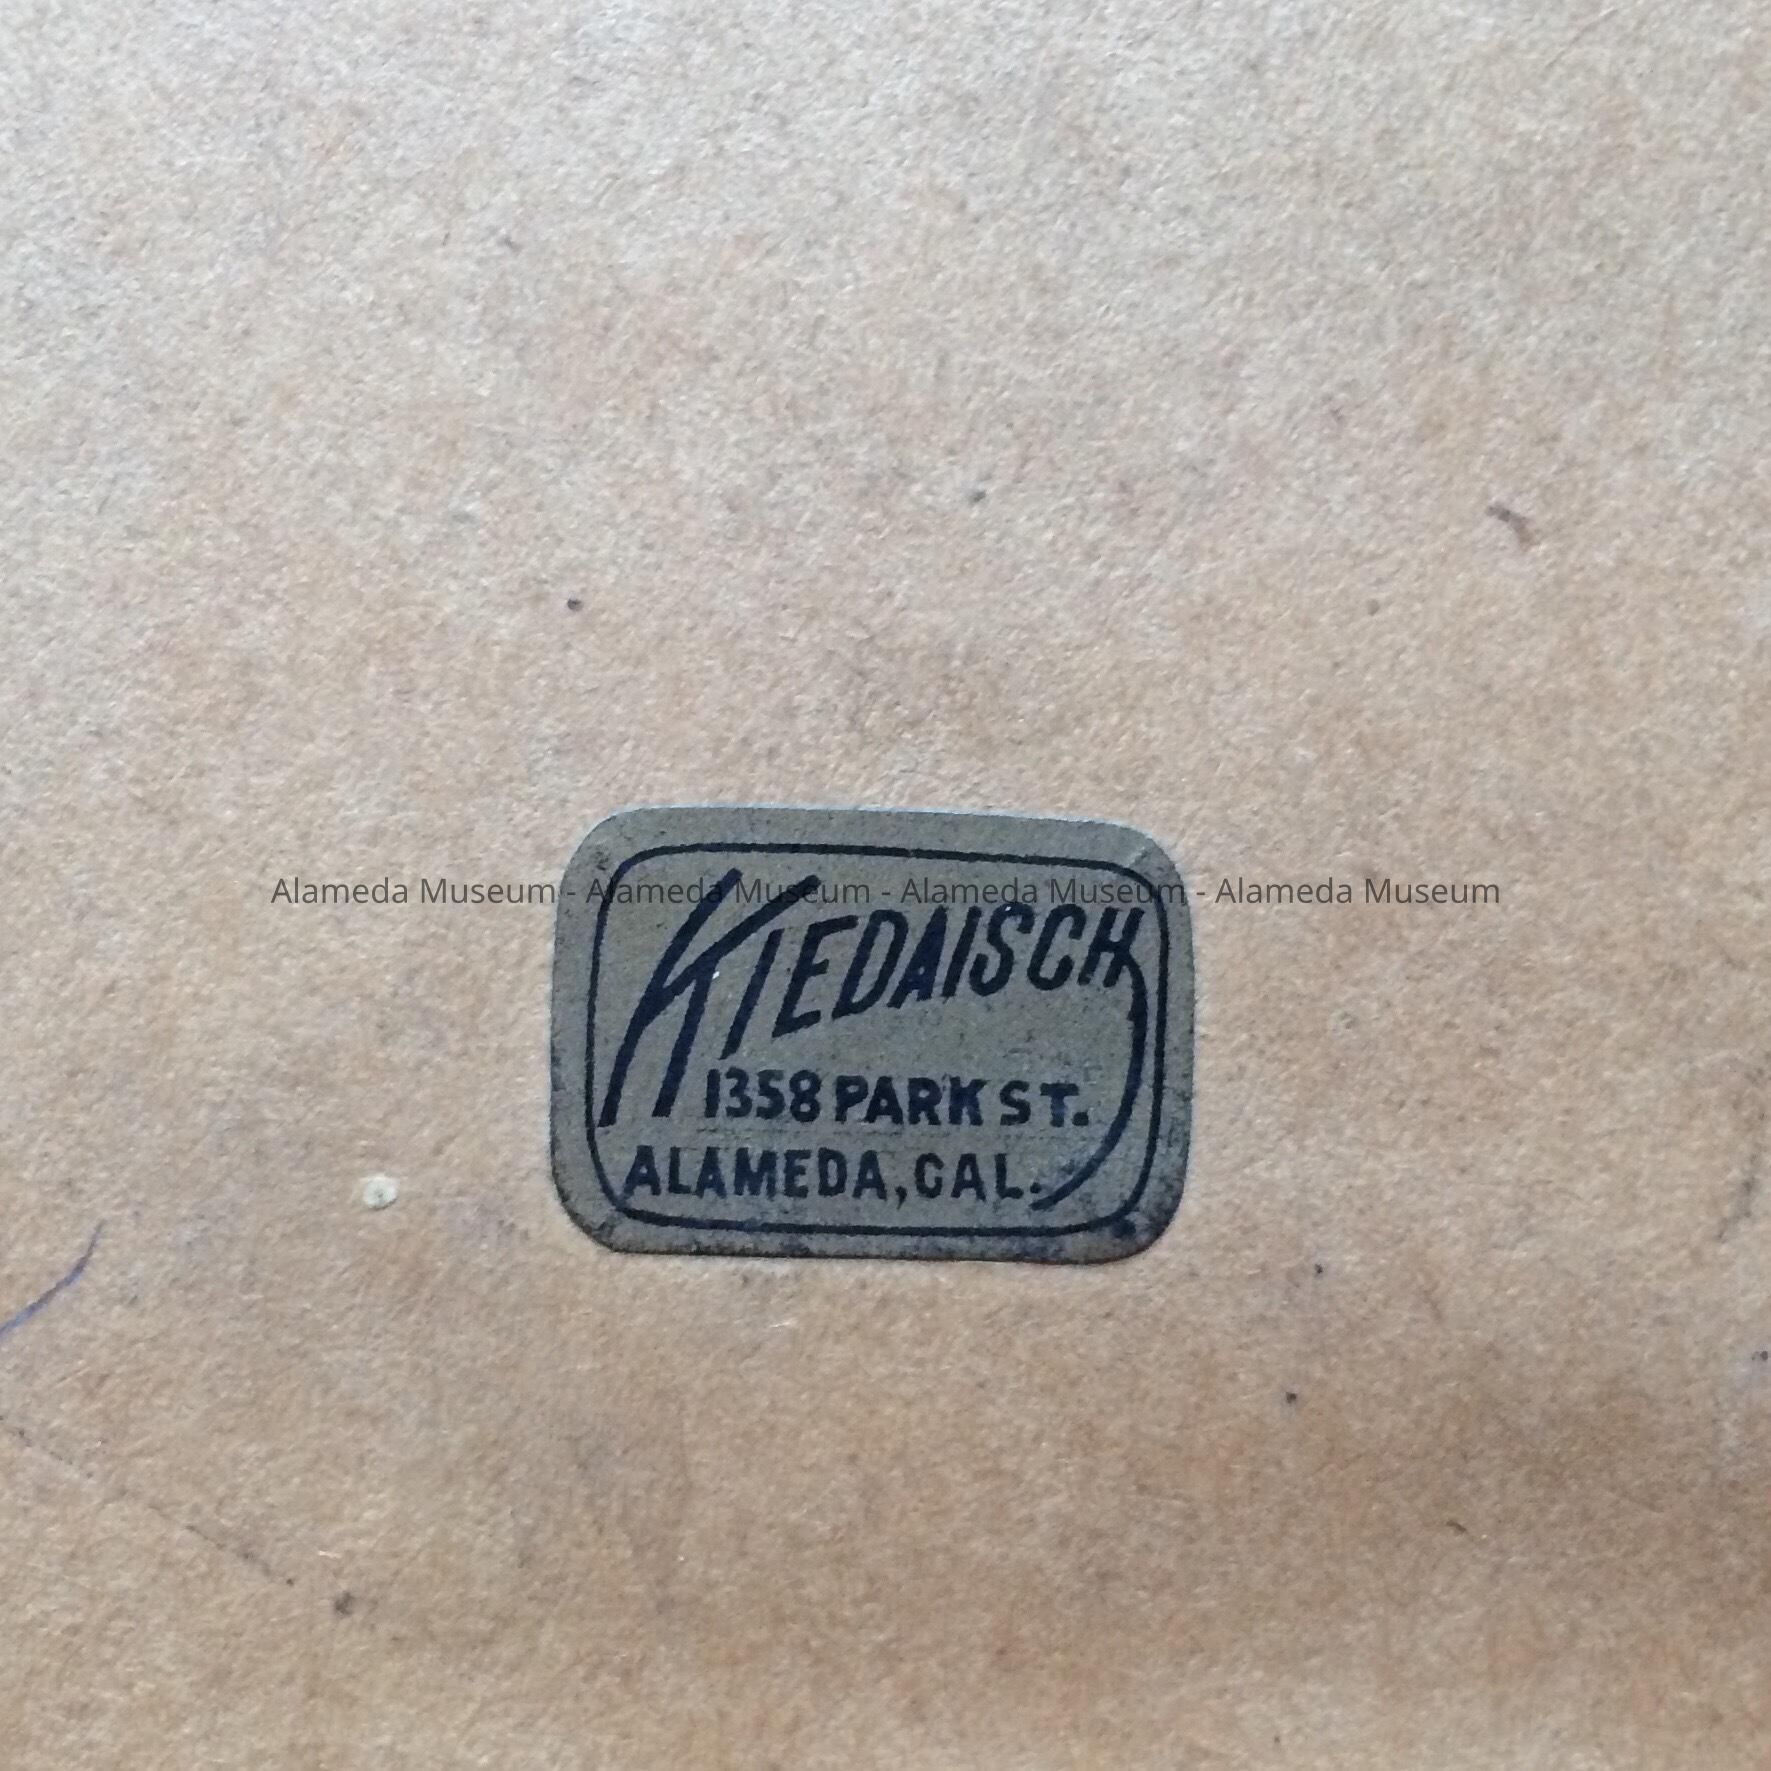 Alameda Museum - Alameda Museum - Alameda Museum - Alameda Museum
KIEDAISCH
1358 PARK ST.
ALAMEDA, CAL.